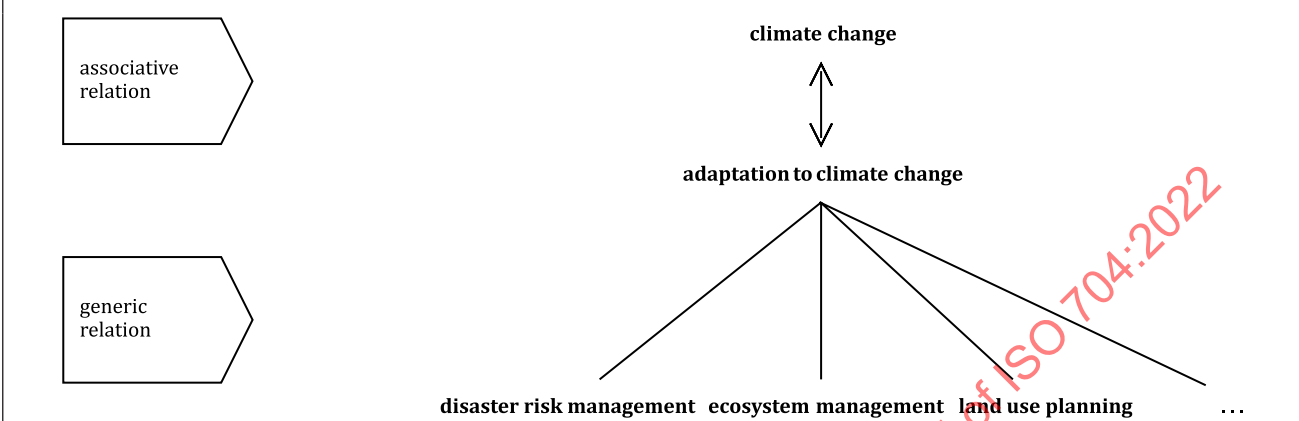 associative
relation
climate change
adaptation to climate change
generic
relation
disaster risk management ecosystem management land use planning ...
of ISO 704:2022